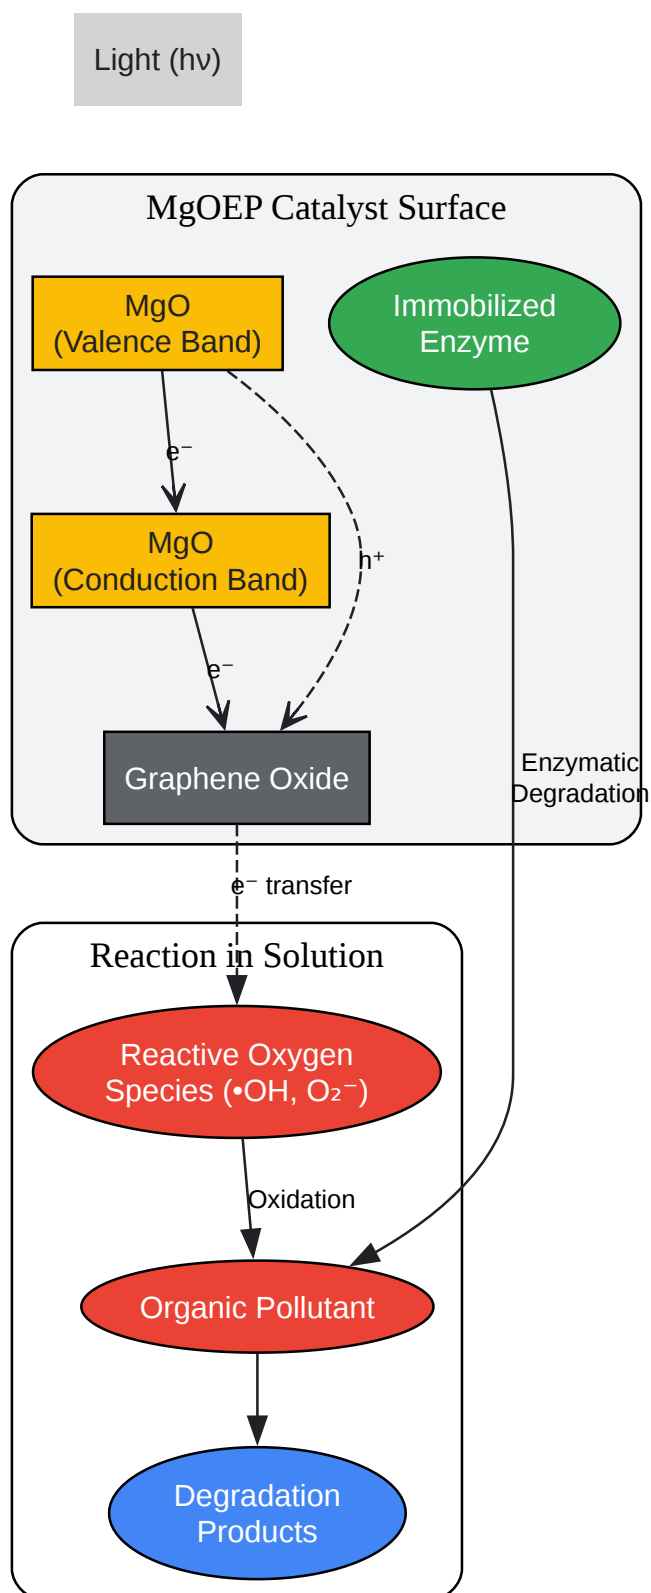 Light (hν)
MgOEP Catalyst Surface
MgO
(Valence Band)
Immobilized
Enzyme
e⁻
MgO
(Conduction Band)
h⁺
e⁻
Graphene Oxide
Enzymatic
Degradation
e⁻ transfer
Reaction in Solution
Reactive Oxygen
Species (•OH, O₂⁻)
Oxidation
Organic Pollutant
Degradation
Products